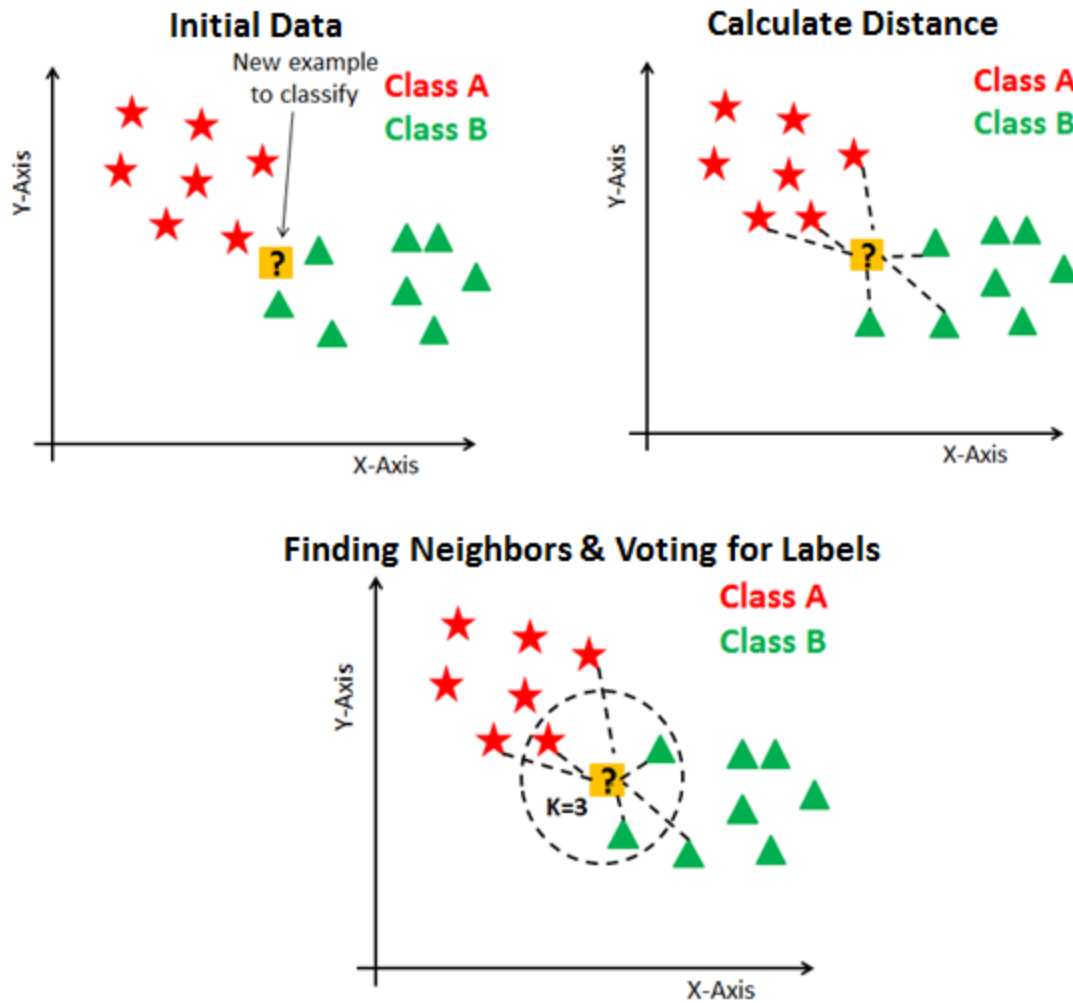 Initial Data
New example
to classify
Class A
Class B
Y-Axis
?
X-Axis
Calculate Distance
Class A
Class B
Y-Axis
?
X-Axis
Finding Neighbors & Voting for Labels
Class A
Class B
Y-Axis
?
K=3
X-Axis